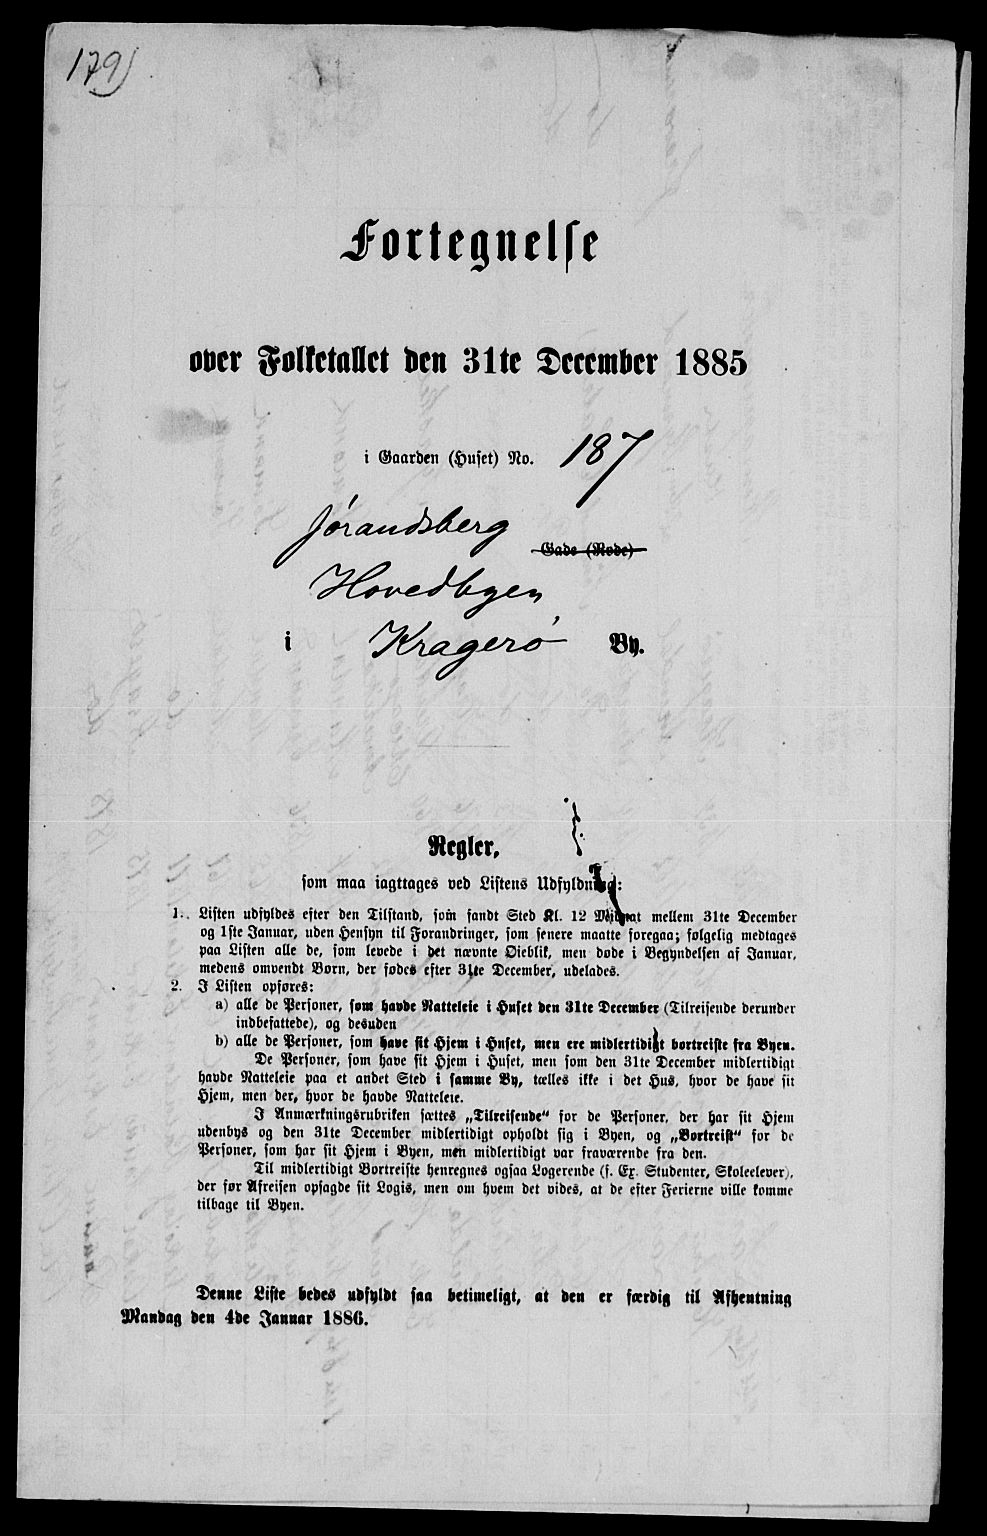 179)
Fortegnelse
over Folketallet den 31te December 1885
i Gaarden (Huset) No. 187
Jørandsberg
Gade (Rode)
Hovedbyen
i Kragerø By.
Regler,
som maa iagttages ved Listens Udfyldning:
1. Listen udfyldes efter den Tilstand, som fandt Sted Kl. 12 Midnat mellem 31te December
og 1ste Januar, uden Hensyn til Forandringer, som senere maatte foregaa; følgelig medtages
paa Listen alle de, som levede i det nævnte Øieblik, men døde i Begyndelsen af Januar,
medens omvendt Børn, der fødes efter 31te December, udelades.
2. I Listen opføres:
a) alle de Personer, som havde Natteleie i Huset den 31te December (Tilreisende derunder
indbefattede), og desuden
b) alle de Personer, som have sit Hjem i Huset, men ere midlertidigt bortreiste fra Byen.
De Personer, som have sit Hjem i Huset, men som den 31te December midlertidigt
havde Natteleie paa et andet Sted i samme By, tælles ikke i det Hus, hvor de have sit
Hjem, men der, hvor de havde Natteleie.
I Anmærkningsrubriken sættes „Tilreisende“ for de Personer, der har sit Hjem
udenbys og den 31te December midlertidigt opholdt sig i Byen, og „Bortreist“ for de
Personer, som har sit Hjem i Byen, men midlertidigt var fraværende fra den.
Til midlertidigt Bortreiste henregnes ogsaa Logerende (f. Ex. Studenter, Skoleelever),
der før Afreisen opsagde sit Logis, men om hvem det vides, at de efter Ferierne ville komme
tilbage til Byen.
Denne Liste bedes udfyldt saa betimeligt, at den er færdig til Afhentning
Mandag den 4de Januar 1886.